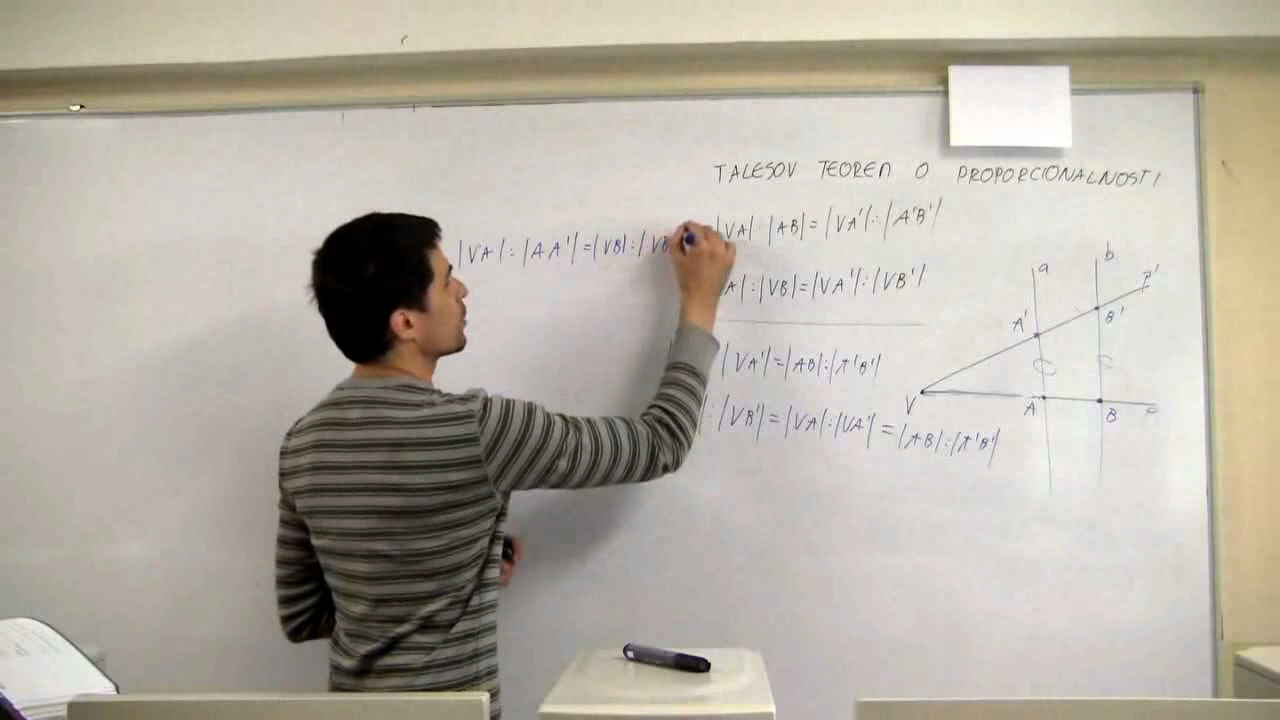 TALESOV TEOREM O PROPORCIONALNOSTI
|VA| |AB|=|VA'|:|A'B'|
|VA|:|AA'|=|VB|:|VB
A|:|VB|=|VA'|:|VB'|
|VA'|=|AB|:|A'B'|
:|VB'|=|VA|:|VA'|=|AB|:|A'B'|
a
b
P'
A'
B'
V
A
B
P